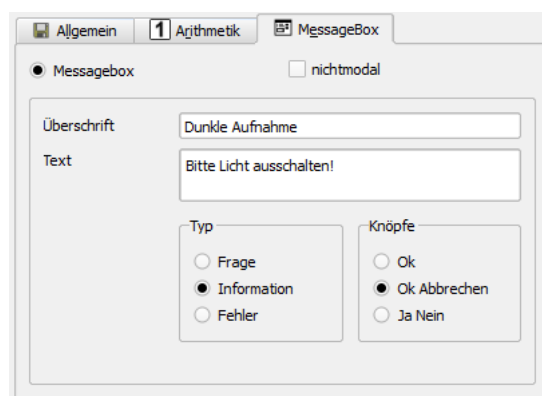 Allgemein 1 Arithmetik MessageBox
Messagebox nichtmodal
Überschrift Dunkle Aufnahme
Text Bitte Licht ausschalten!
Typ Knöpfe
Frage Ok
Information Ok Abbrechen
Fehler Ja Nein